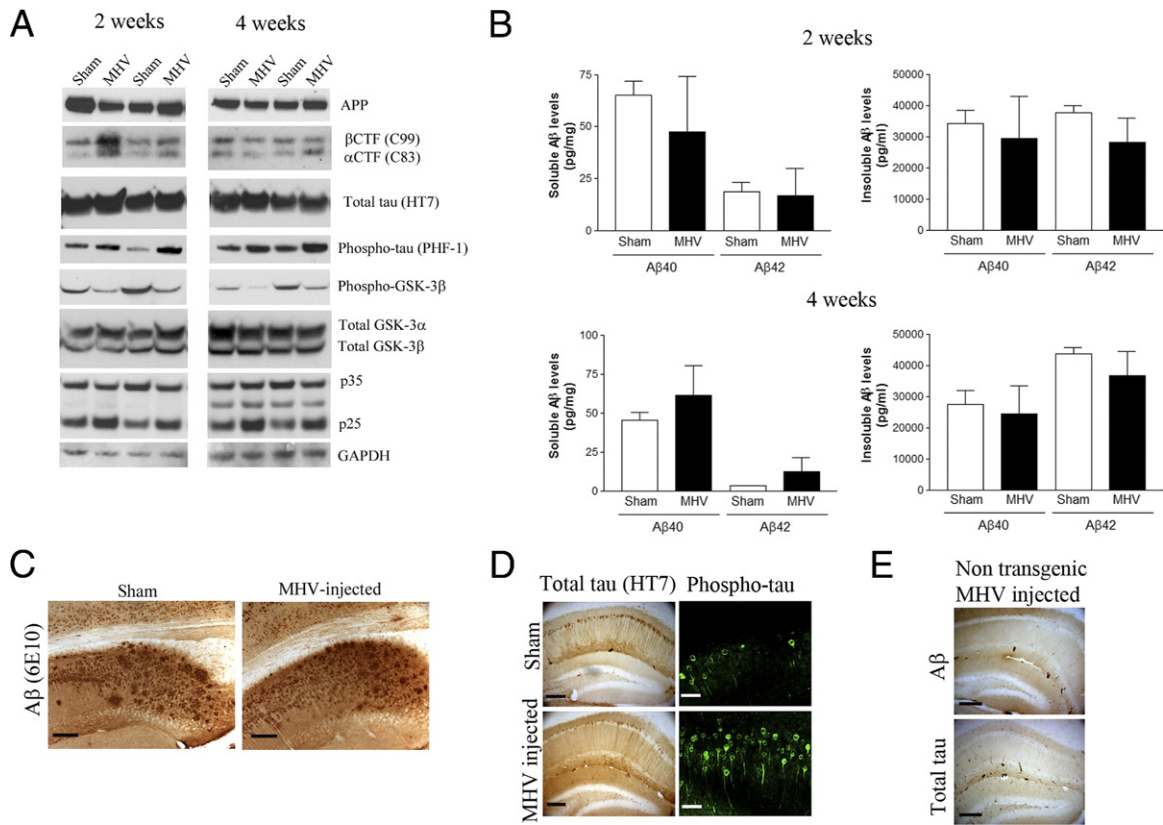 A
2 weeks
4 weeks
Sham
MHV
Sham
MHV
Sham
MHV
Sham
MHV
APP
βCTF (C99)
αCTF (C83)
Total tau (HT7)
Phospho-tau (PHF-1)
Phospho-GSK-3β
Total GSK-3α
Total GSK-3β
p35
p25
GAPDH
B
2 weeks
Soluble Aβ levels
(pg/mg)
75
50
25
0
Sham
MHV
Sham
MHV
Aβ40
Aβ42
Insoluble Aβ levels
(pg/ml)
50000
40000
30000
20000
10000
0
Sham
MHV
Sham
MHV
Aβ40
Aβ42
4 weeks
Soluble Aβ levels
(pg/mg)
100
75
50
25
0
Sham
MHV
Sham
MHV
Aβ40
Aβ42
Insoluble Aβ levels
(pg/ml)
50000
40000
30000
20000
10000
0
Sham
MHV
Sham
MHV
Aβ40
Aβ42
C
Sham
MHV-injected
Aβ (6E10)
D
Total tau (HT7)
Phospho-tau
Sham
MHV injected
E
Non transgenic
MHV injected
Aβ
Total tau